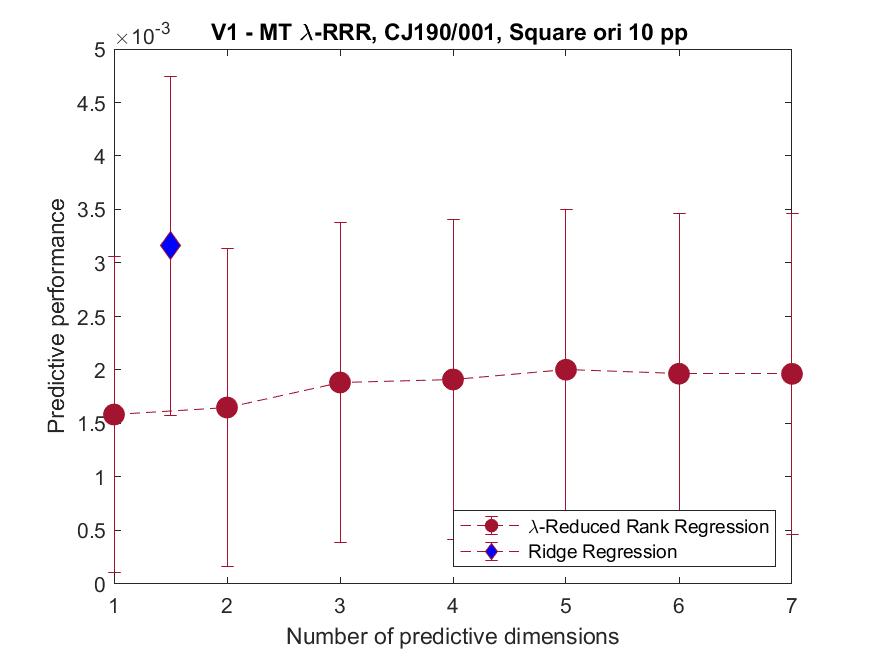 ×10-3
V1 - MT λ-RRR, CJ190/001, Square ori 10 pp
5
4.5
4
3.5
3
2.5
2
1.5
1
0.5
0
Predictive performance
λ-Reduced Rank Regression
Ridge Regression
1 2 3 4 5 6 7
Number of predictive dimensions